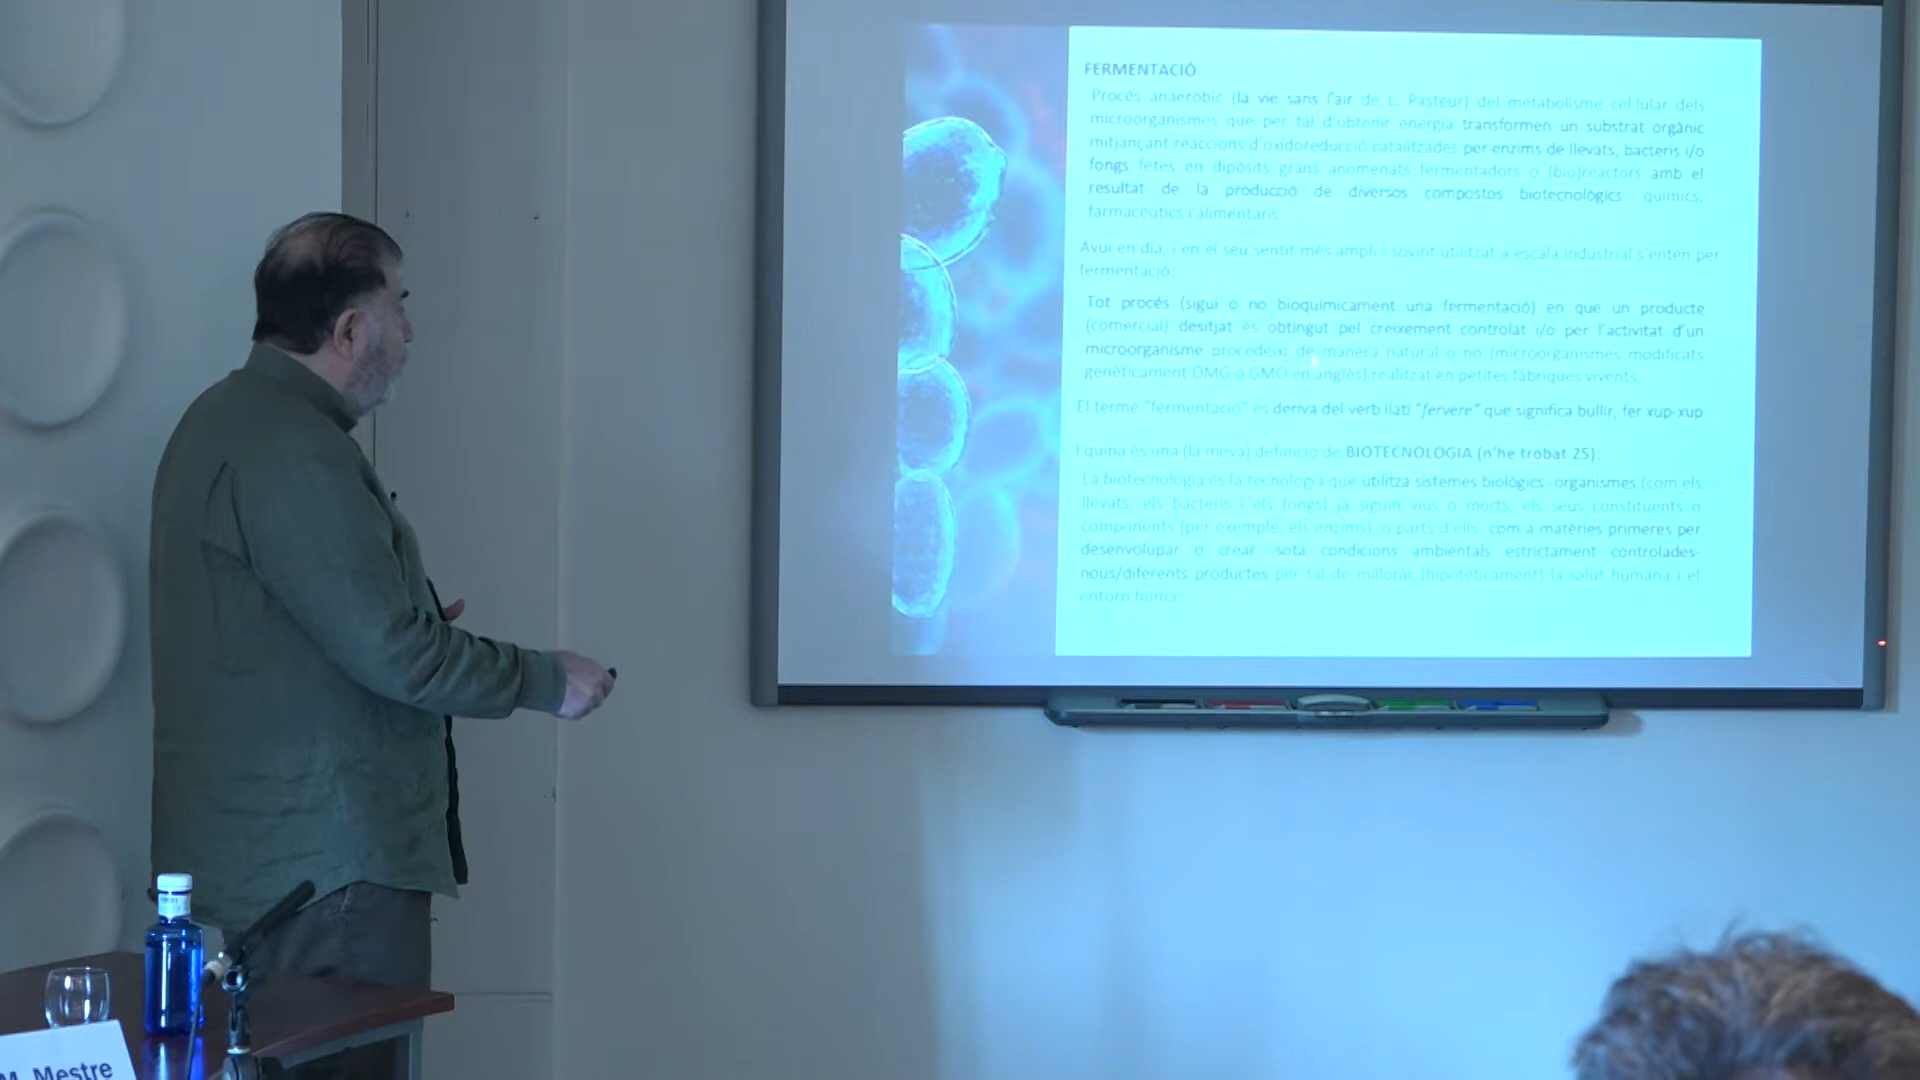 FERMENTACIÓ
Procés anaeròbic (la vie sans l'air de L. Pasteur) del metabolisme cel·lular dels
microorganismes que per tal d'obtenir energia transformen un substrat orgànic
mitjançant reaccions d'oxidoreducció catalitzades per enzims de llevats, bacteris i/o
fongs fetes en dipòsits grans anomenats fermentadors o (bio)reactors amb el
resultat de la producció de diversos compostos biotecnològics: químics,
farmacèutics i alimentaris.
Avui en dia, i en el seu sentit més ampli i sovint utilitzat a escala industrial s'entén per
fermentació:
Tot procés (sigui o no bioquímicament una fermentació) en que un producte
(comercial) desitjat és obtingut pel creixement controlat i/o per l'activitat d'un
microorganisme procedeixi de manera natural o no (microorganismes modificats
genèticament OMG o GMO en anglès) realitzat en petites fàbriques vivents.
El terme "fermentació" es deriva del verb llatí "fervere" que significa bullir, fer xup-xup
I quina és una (la meva) definició de BIOTECNOLOGIA (n'he trobat 25):
La biotecnologia és la tecnologia que utilitza sistemes biològics -organismes (com els
llevats, els bacteris i els fongs) ja siguin vius o morts, els seus constituents o
components (per exemple, els enzims), o parts d'ells- com a matèries primeres per
desenvolupar o crear -sota condicions ambientals estrictament controlades-
nous/diferents productes per tal de millorar (hipotèticament) la salut humana i el
entorn humà.
M. Mestre